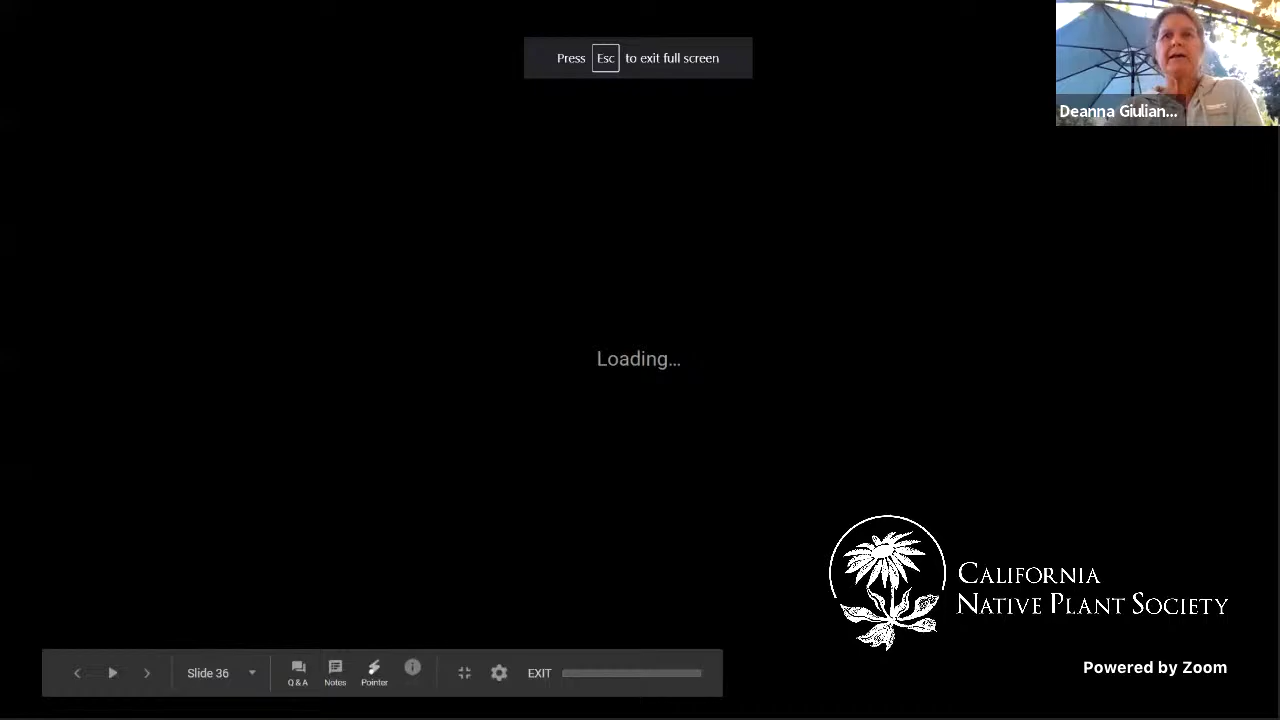 Press Esc to exit full screen
Deanna Giulian...
Loading...
CALIFORNIA
NATIVE PLANT SOCIETY
Slide 36
Q & A
Notes
Pointer
EXIT
Powered by Zoom